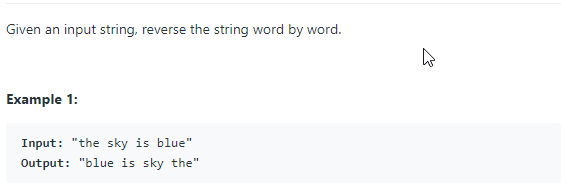 Given an input string, reverse the string word by word.
Example 1:
Input: "the sky is blue"
Output: "blue is sky the"